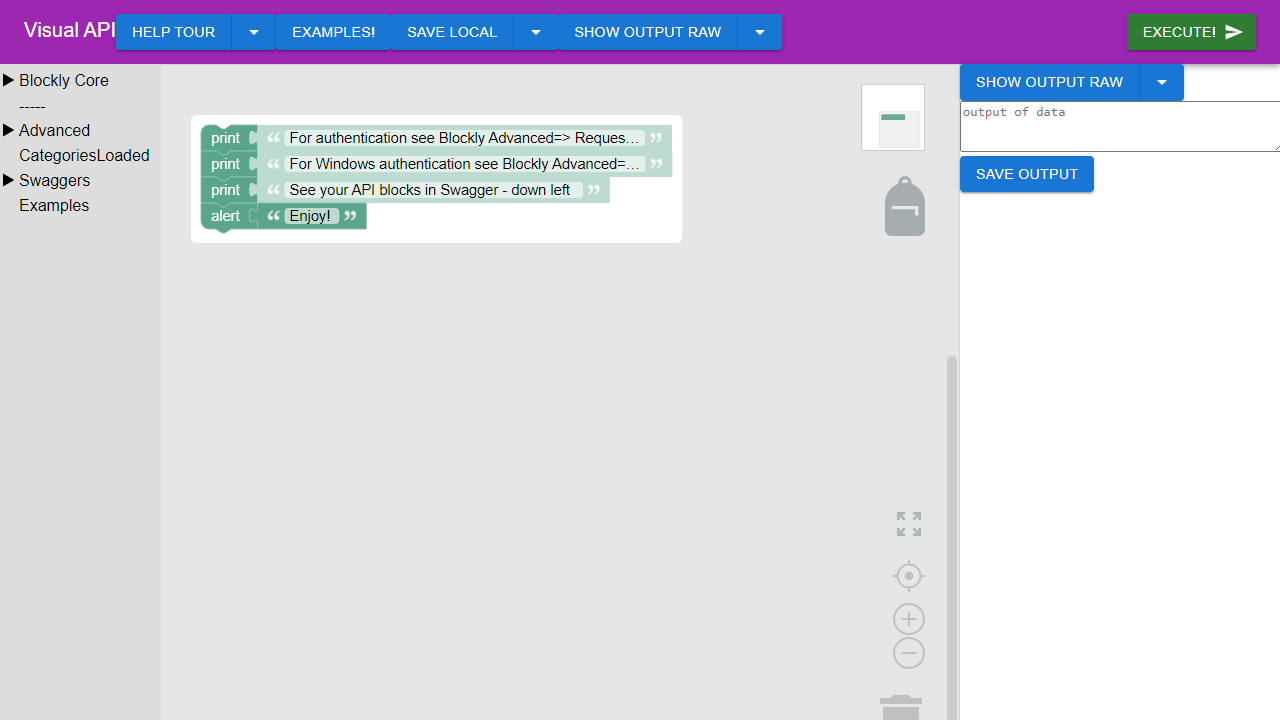 Visual API
HELP TOUR
EXAMPLES!
SAVE LOCAL
SHOW OUTPUT RAW
EXECUTE!
Blockly Core
-----
Advanced
CategoriesLoaded
Swaggers
Examples
print “ For authentication see Blockly Advanced=> Reques… ”
print “ For Windows authentication see Blockly Advanced=… ”
print “ See your API blocks in Swagger - down left ”
alert “ Enjoy! ”
SHOW OUTPUT RAW
output of data
SAVE OUTPUT